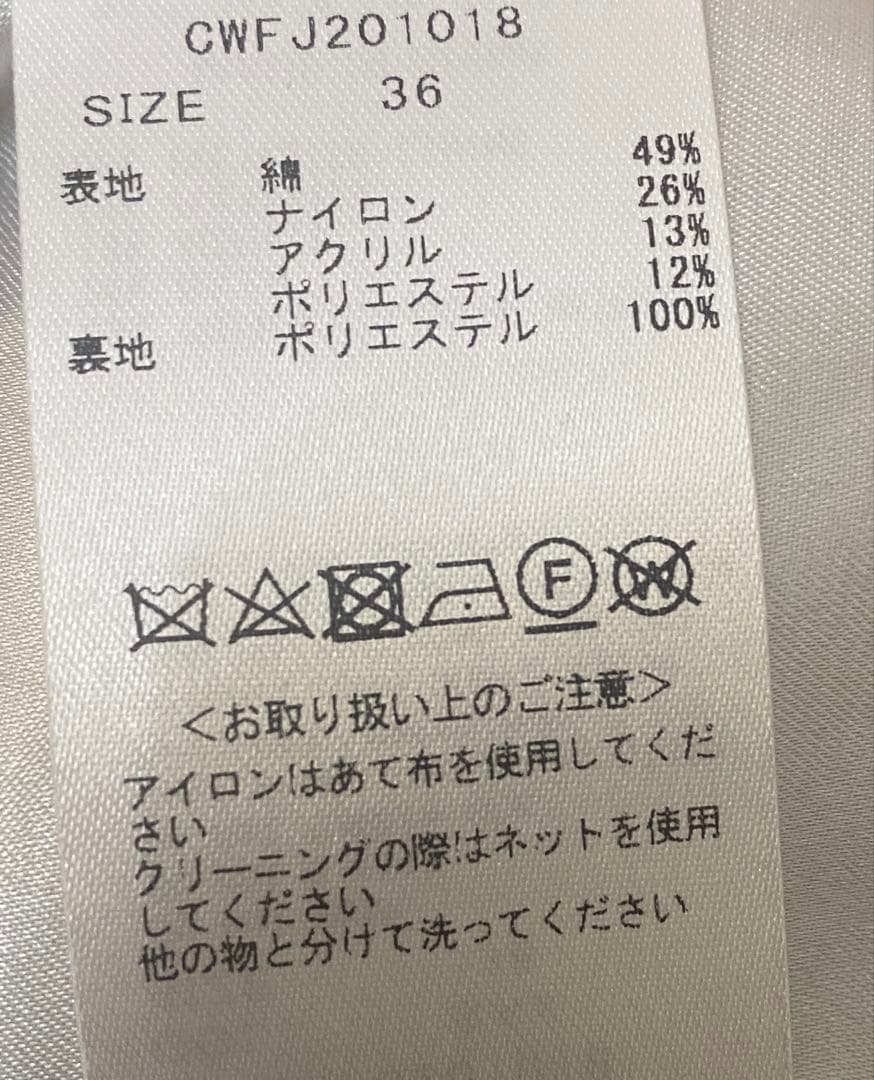 CWFJ201018
SIZE 36
表地 綿 49%
ナイロン 26%
アクリル 13%
ポリエステル 12%
裏地 ポリエステル 100%
F W
<お取り扱い上のご注意>
アイロンはあて布を使用してくだ
さい
クリーニングの際はネットを使用
してください
他の物と分けて洗ってください